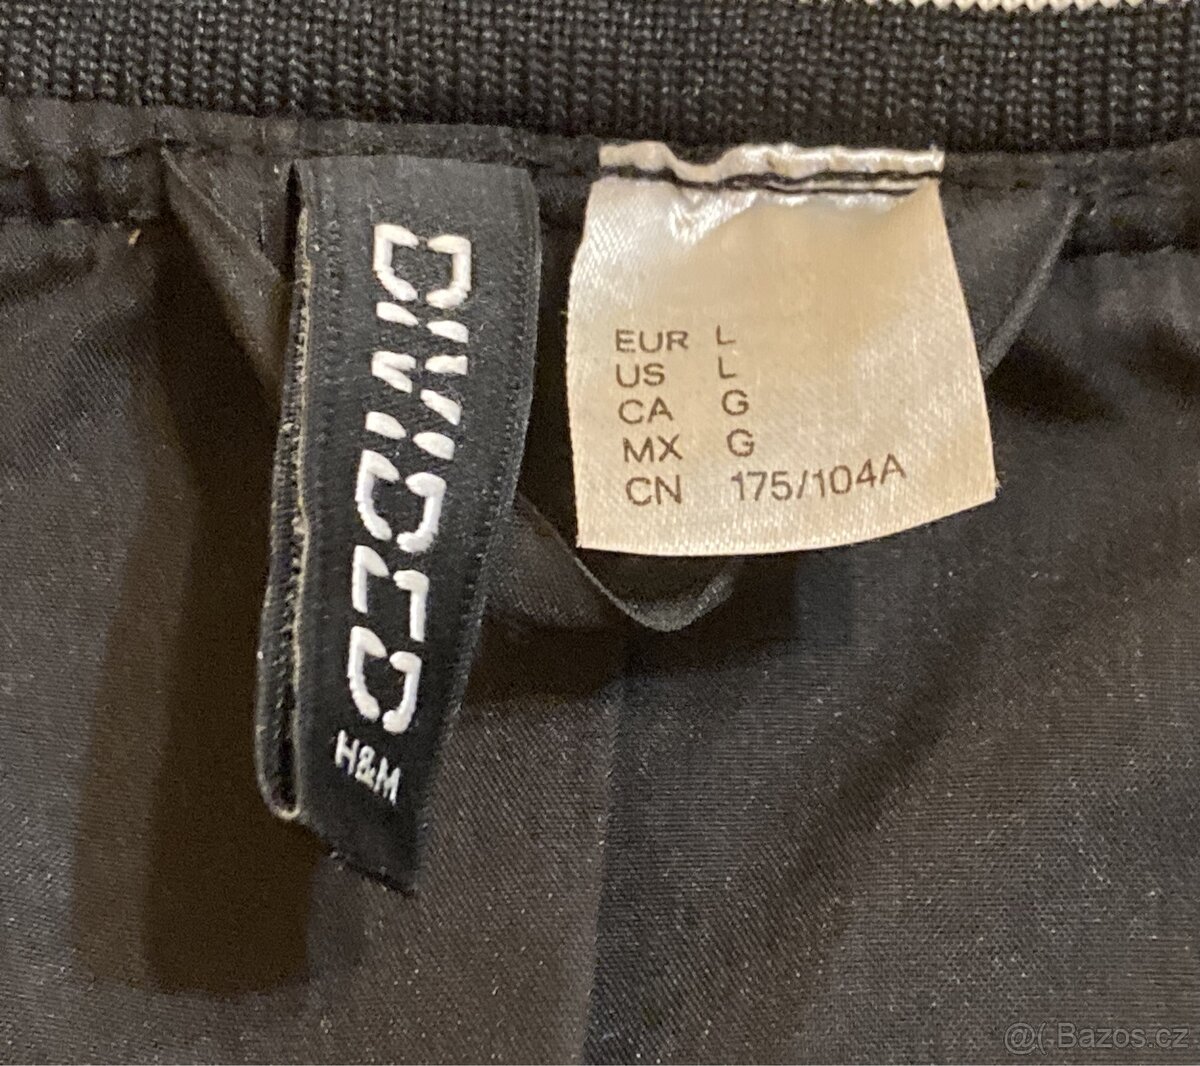 DIVIDED
H&M
EUR L
US L
CA G
MX G
CN 175/104A
@( Bazos.cz